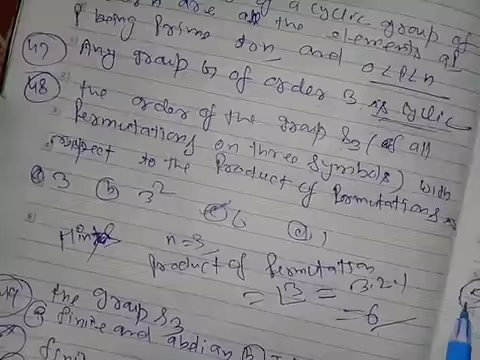 of a cyclic group of
are all the elements of
p being prime to n, and 0<p<n
47) Any group G of order 3 is cyclic
48) The order of the group S3 (of all
permutations on three symbols) with
respect to the product of permutations is
a) 3 b) 3² c) 6 d) 1
Hint n=3,
product of permutation
= ⌊3 = 3.2.1
= 6
49 the group S3
a) finite and abelian b)